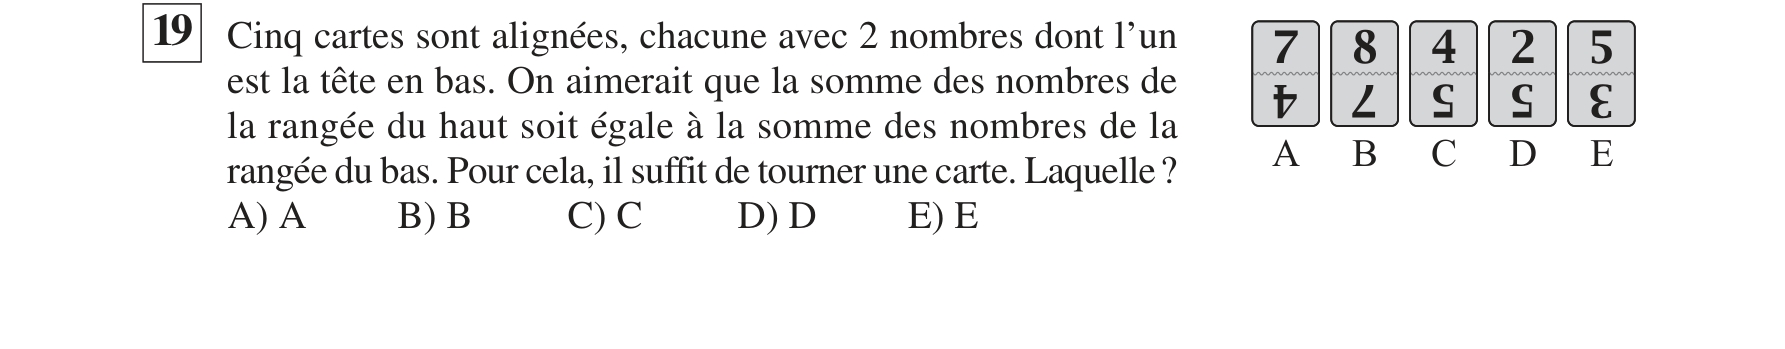 19 Cinq cartes sont alignées, chacune avec 2 nombres dont l'un
est la tête en bas. On aimerait que la somme des nombres de
la rangée du haut soit égale à la somme des nombres de la
rangée du bas. Pour cela, il suffit de tourner une carte. Laquelle ?
A) A B) B C) C D) D E) E
7 8 4 2 5
4 7 5 5 3
A B C D E